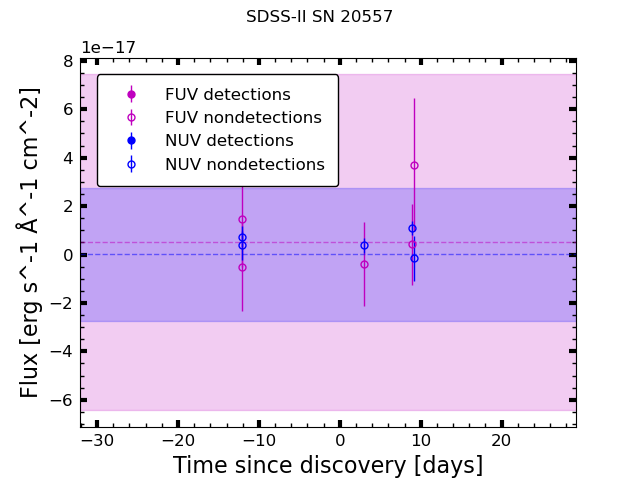 SDSS-II SN 20557
1e−17
8
6
4
2
0
−2
−4
−6
Flux [erg s^-1 Å^-1 cm^-2]
FUV detections
FUV nondetections
NUV detections
NUV nondetections
−30 −20 −10 0 10 20
Time since discovery [days]